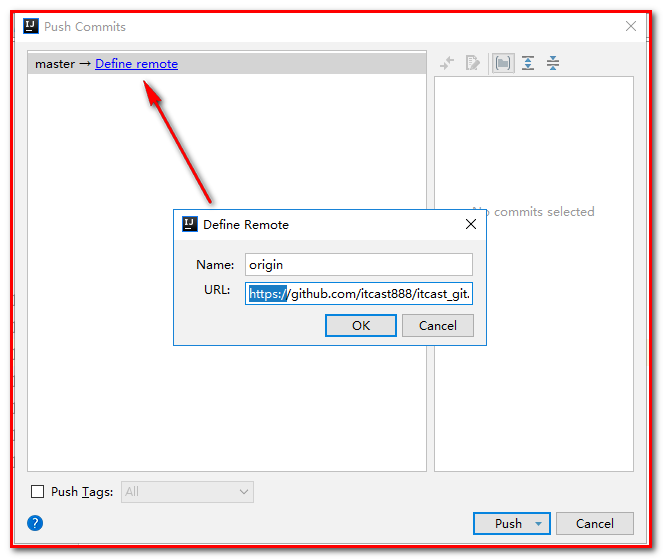 Push Commits
master → Define remote
No commits selected
Define Remote
Name: origin
URL: https://github.com/itcast888/itcast_git.
OK Cancel
Push Tags: All
? Push Cancel